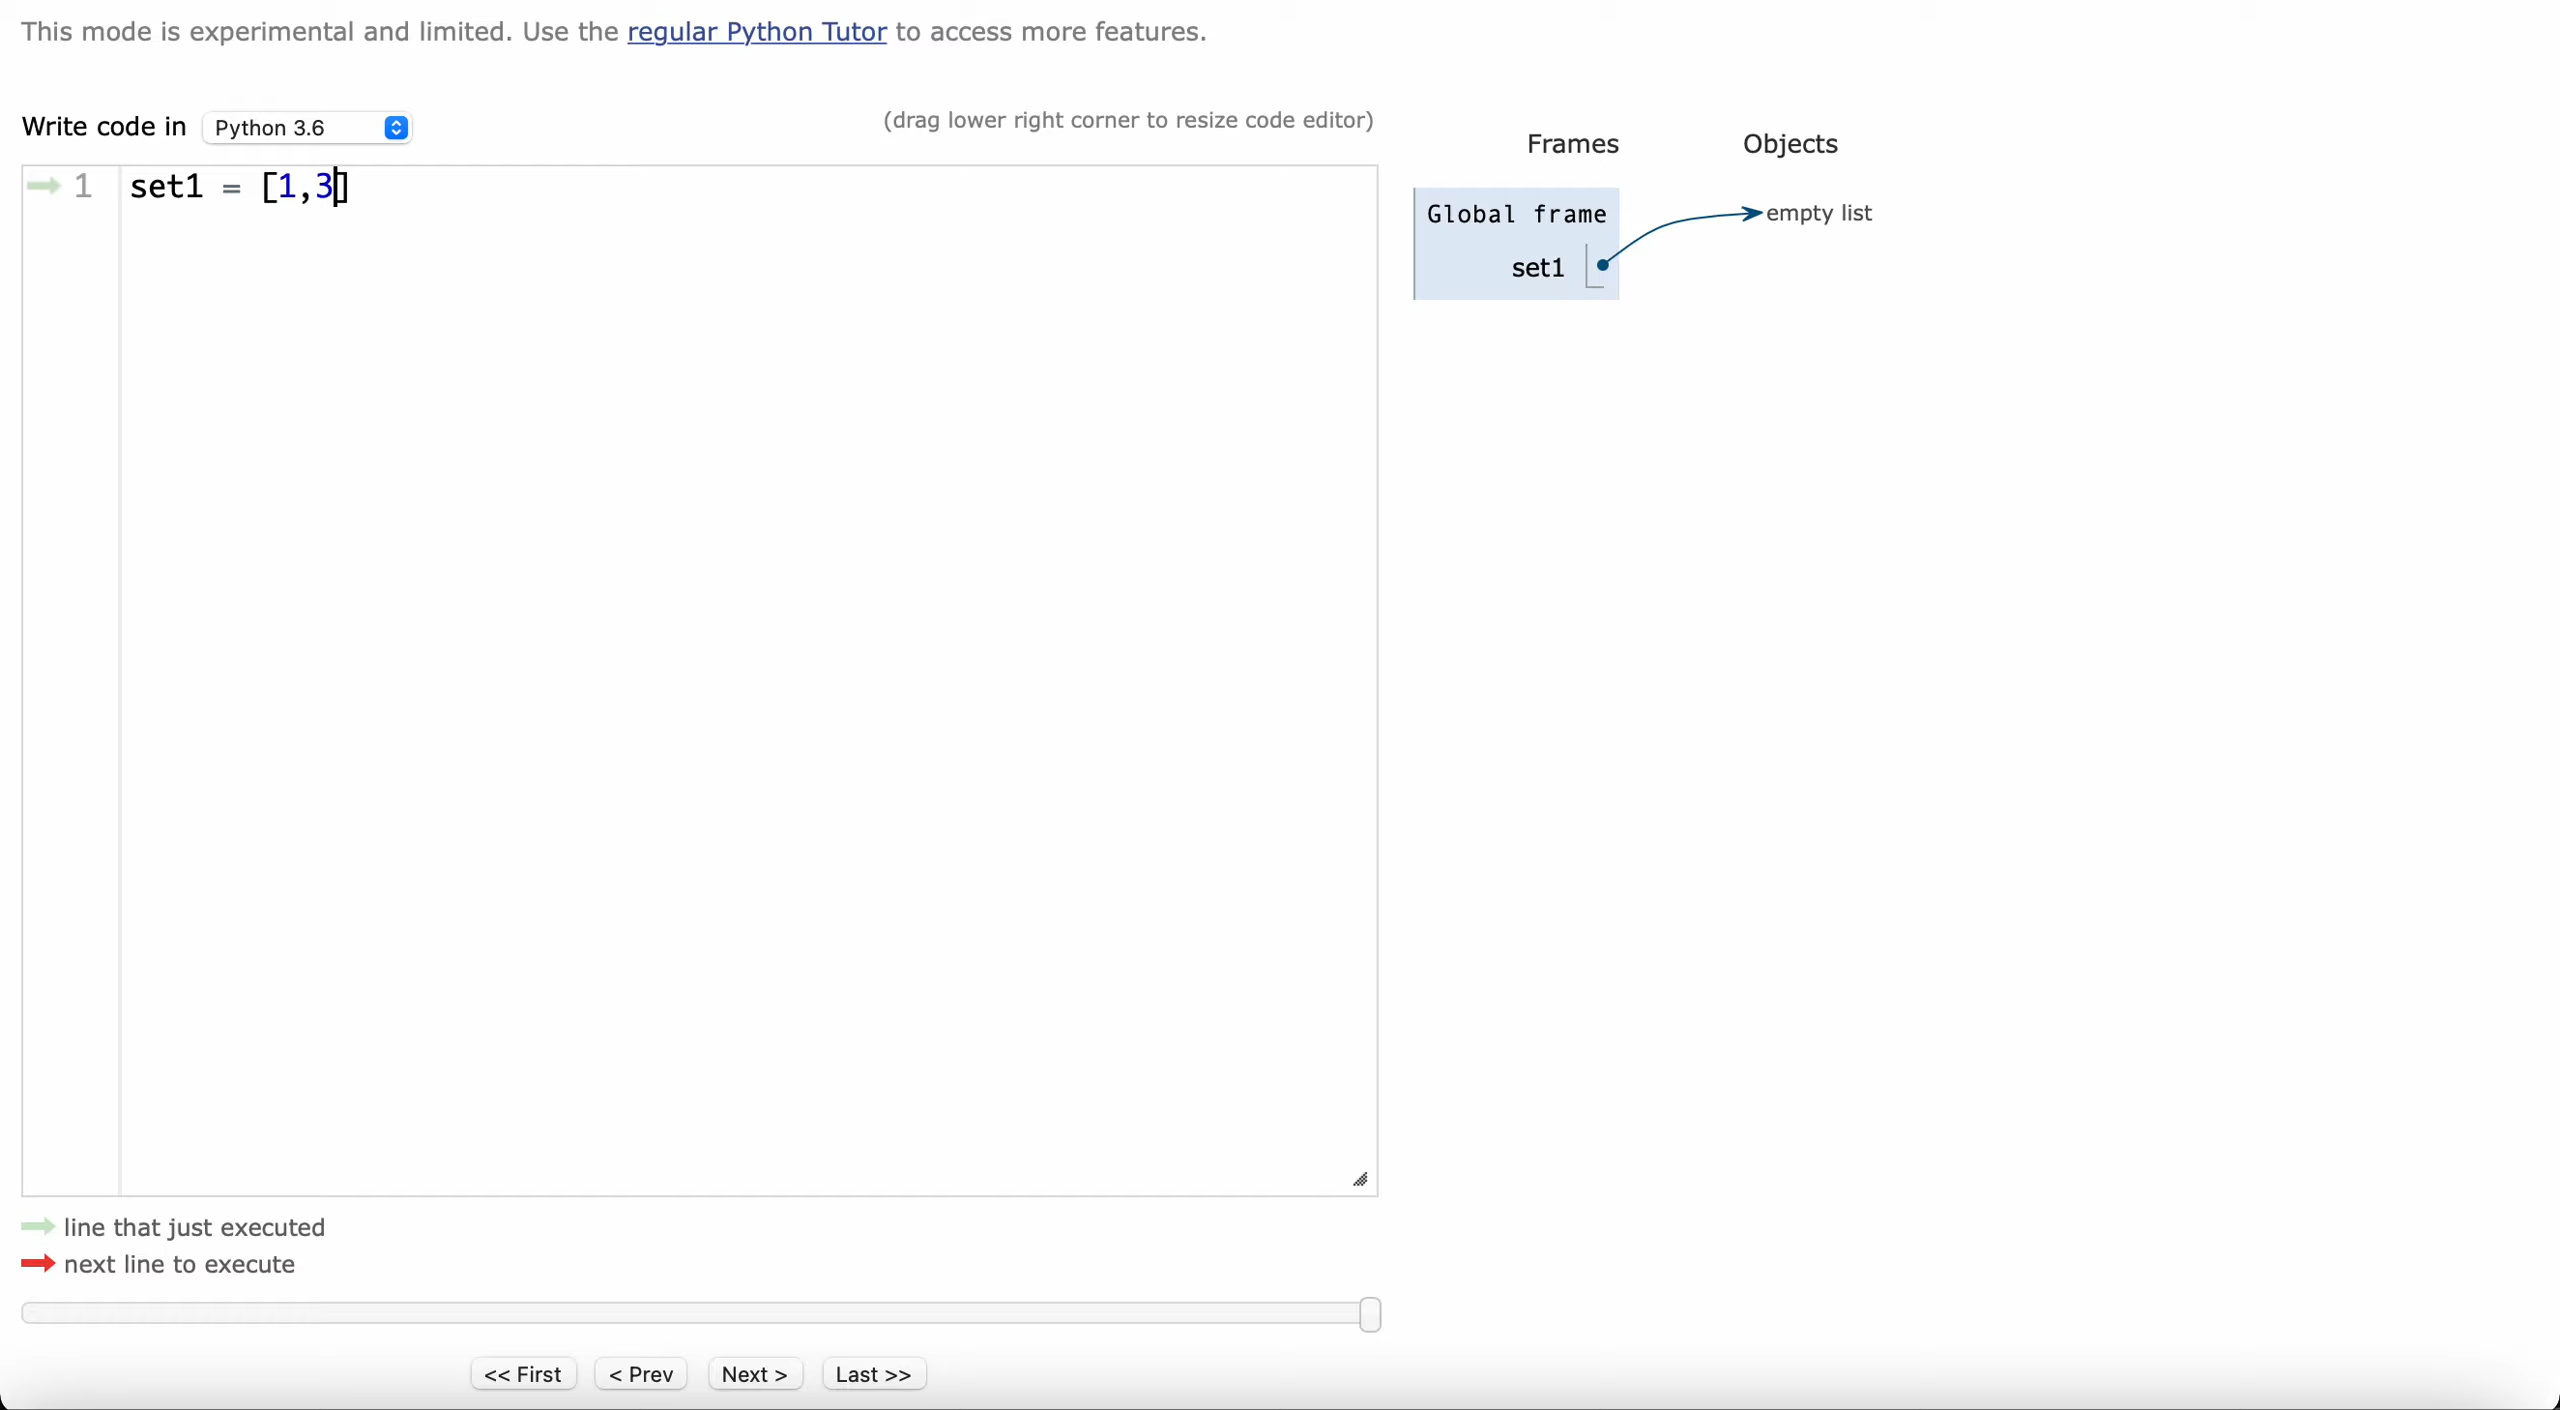 This mode is experimental and limited. Use the regular Python Tutor to access more features.
Write code in Python 3.6
(drag lower right corner to resize code editor)
1 set1 = [1,3]
line that just executed
next line to execute
<< First < Prev Next > Last >>
Frames Objects
Global frame
set1
empty list